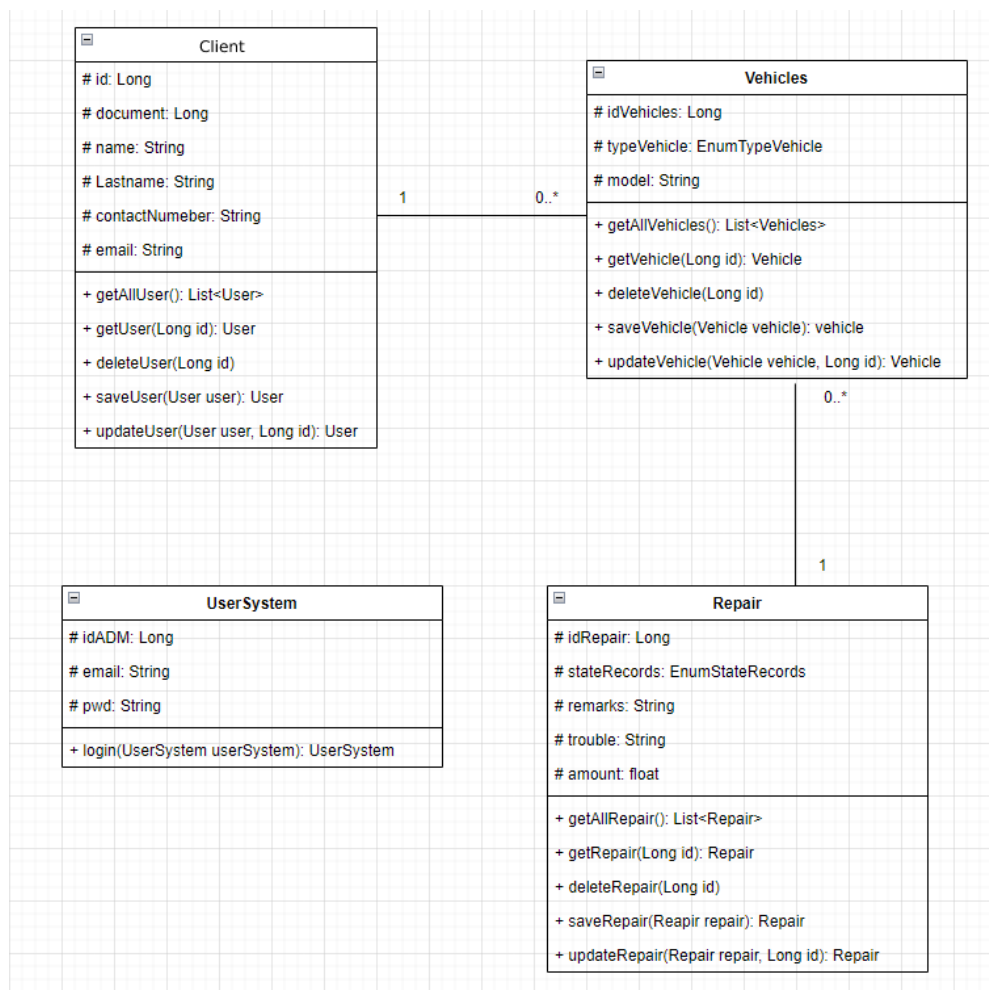 Client
# id: Long
# document: Long
# name: String
# Lastname: String
# contactNumeber: String
# email: String
+ getAllUser(): List<User>
+ getUser(Long id): User
+ deleteUser(Long id)
+ saveUser(User user): User
+ updateUser(User user, Long id): User
1
0..*
Vehicles
# idVehicles: Long
# typeVehicle: EnumTypeVehicle
# model: String
+ getAllVehicles(): List<Vehicles>
+ getVehicle(Long id): Vehicle
+ deleteVehicle(Long id)
+ saveVehicle(Vehicle vehicle): vehicle
+ updateVehicle(Vehicle vehicle, Long id): Vehicle
0..*
1
UserSystem
# idADM: Long
# email: String
# pwd: String
+ login(UserSystem userSystem): UserSystem
Repair
# idRepair: Long
# stateRecords: EnumStateRecords
# remarks: String
# trouble: String
# amount: float
+ getAllRepair(): List<Repair>
+ getRepair(Long id): Repair
+ deleteRepair(Long id)
+ saveRepair(Reapir repair): Repair
+ updateRepair(Repair repair, Long id): Repair